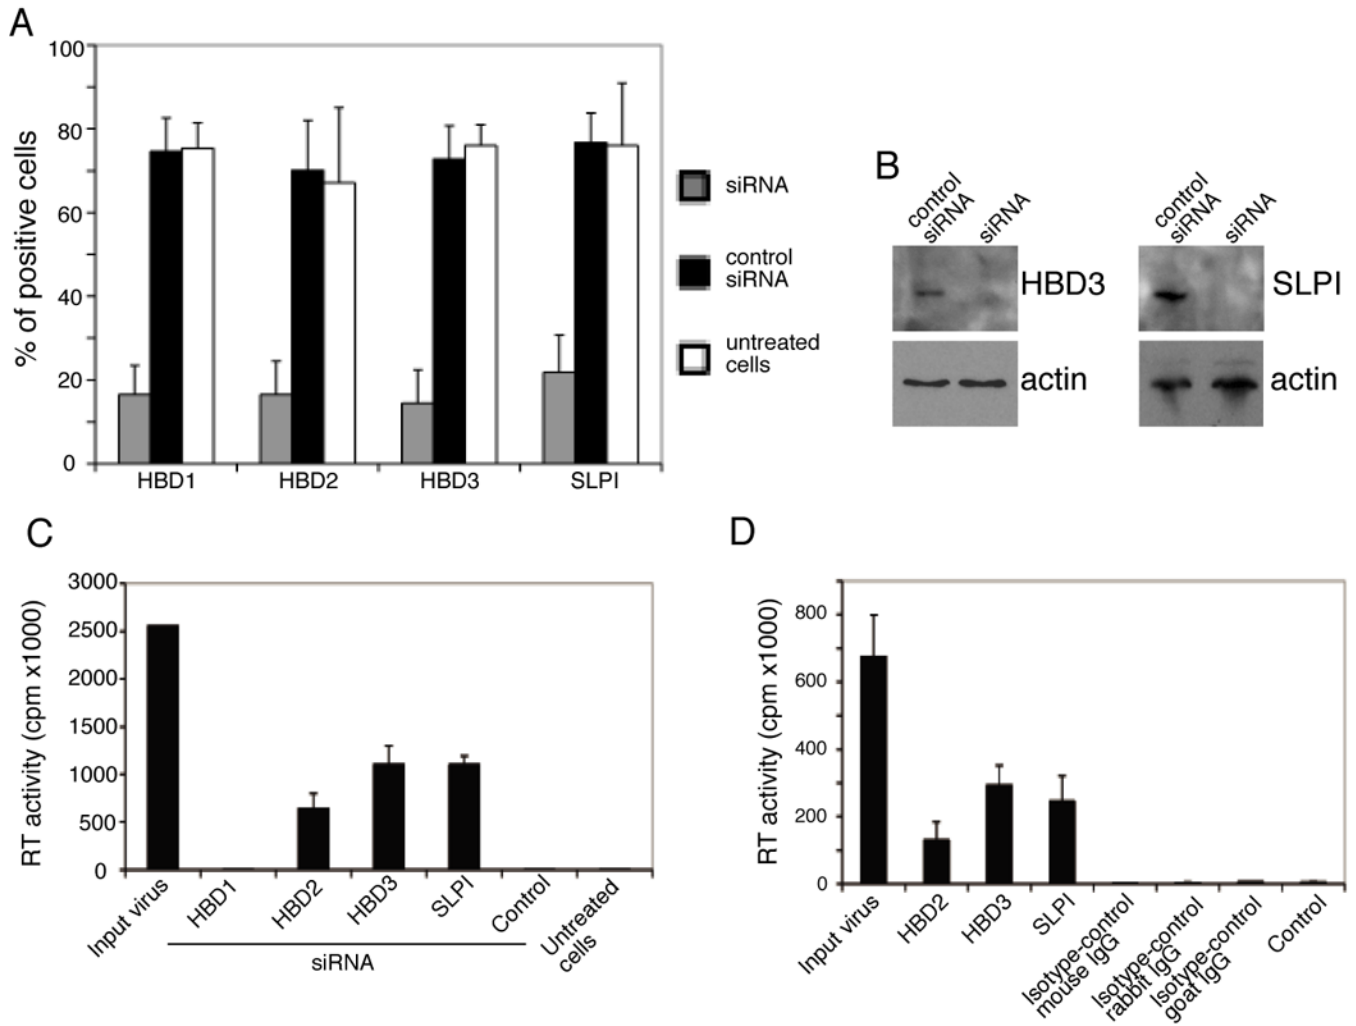 A
% of positive cells
100
80
60
40
20
0
HBD1 HBD2 HBD3 SLPI
siRNA
control
siRNA
untreated
cells
B
control
siRNA
siRNA
HBD3
actin
control
siRNA
siRNA
SLPI
actin
C
RT activity (cpm x1000)
3000
2500
2000
1500
1000
500
0
Input virus
HBD1
HBD2
HBD3
SLPI
Control
Untreated
cells
siRNA
D
RT activity (cpm x1000)
800
600
400
200
0
Input virus
HBD2
HBD3
SLPI
Isotype-control
mouse IgG
Isotype-control
rabbit IgG
Isotype-control
goat IgG
Control